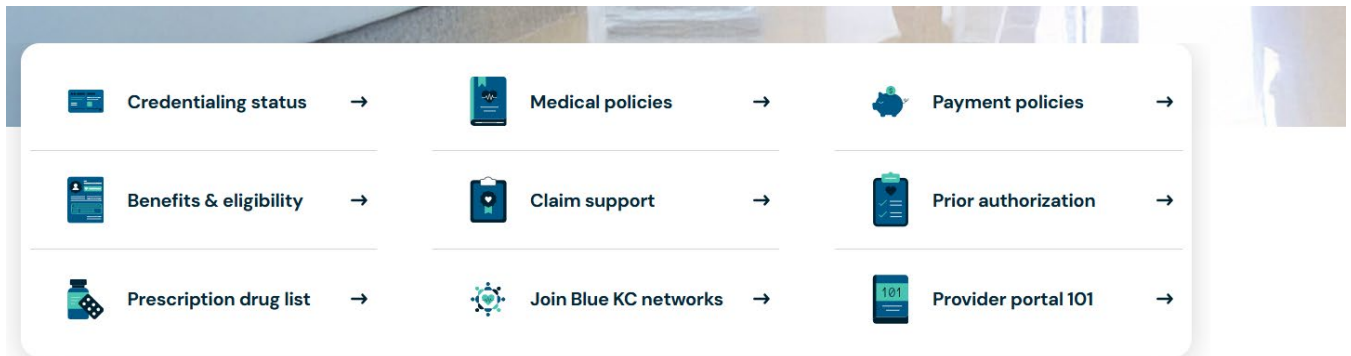 Credentialing status
Medical policies
Payment policies
Benefits & eligibility
Claim support
Prior authorization
Prescription drug list
Join Blue KC networks
101
Provider portal 101